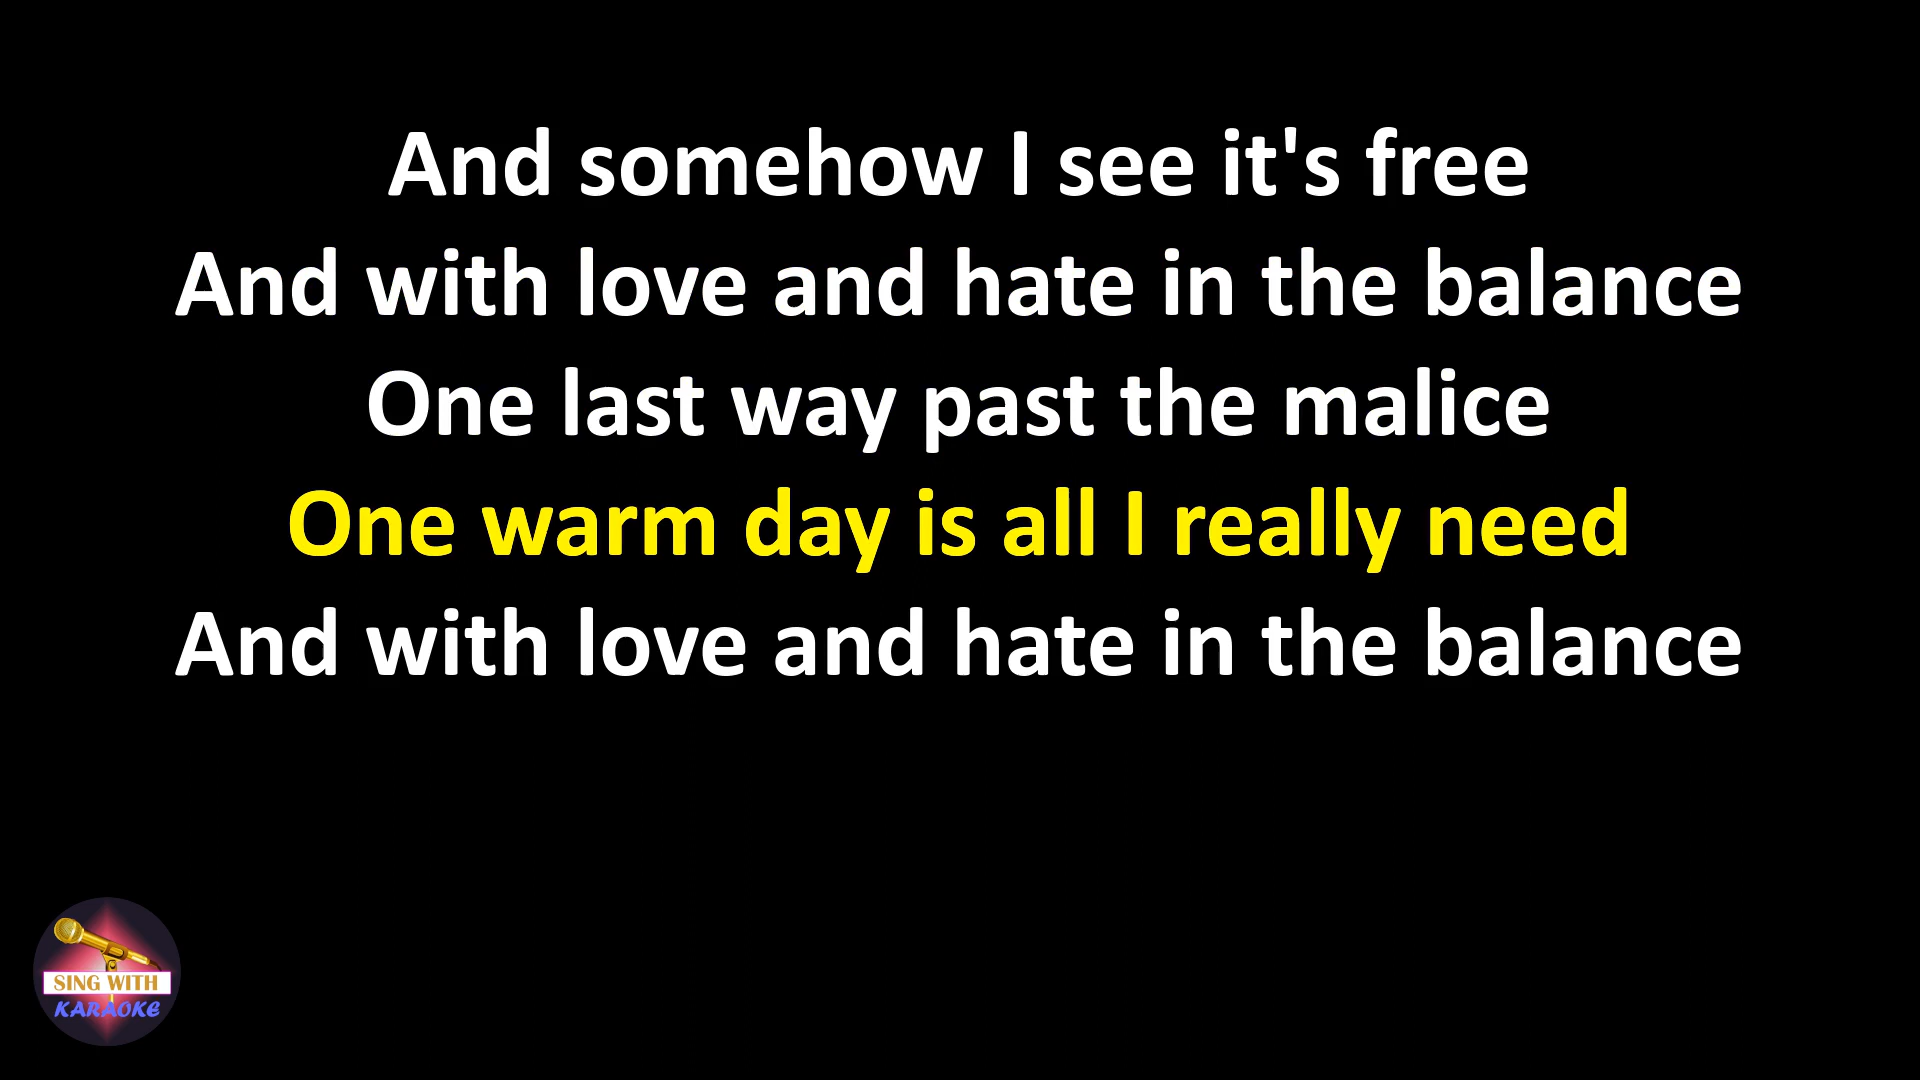 And somehow I see it's free
And with love and hate in the balance
One last way past the malice
One warm day is all I really need
And with love and hate in the balance
SING WITH
KARAOKE